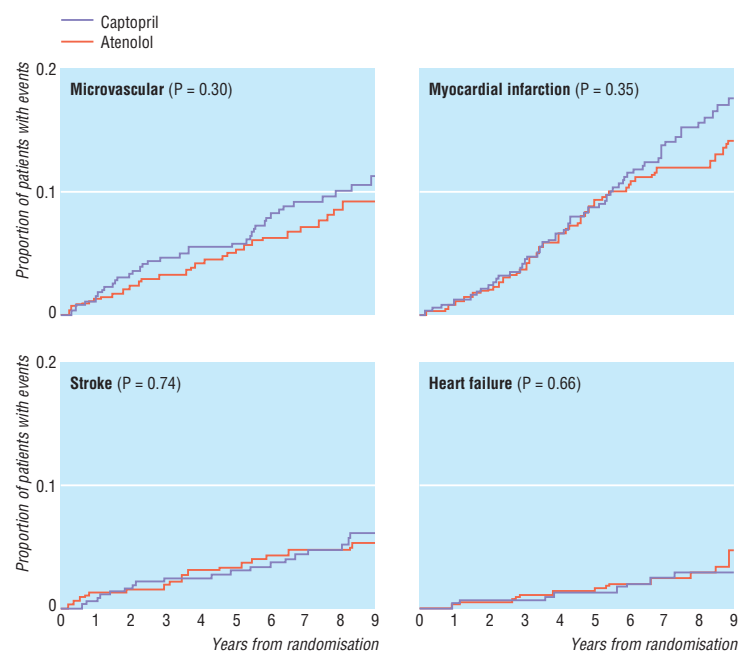 Captopril
Atenolol
Proportion of patients with events
0.2
0.1
0
Microvascular (P = 0.30)
Myocardial infarction (P = 0.35)
Proportion of patients with events
0.2
0.1
0
Stroke (P = 0.74)
Heart failure (P = 0.66)
0 1 2 3 4 5 6 7 8 9
0 1 2 3 4 5 6 7 8 9
Years from randomisation
Years from randomisation